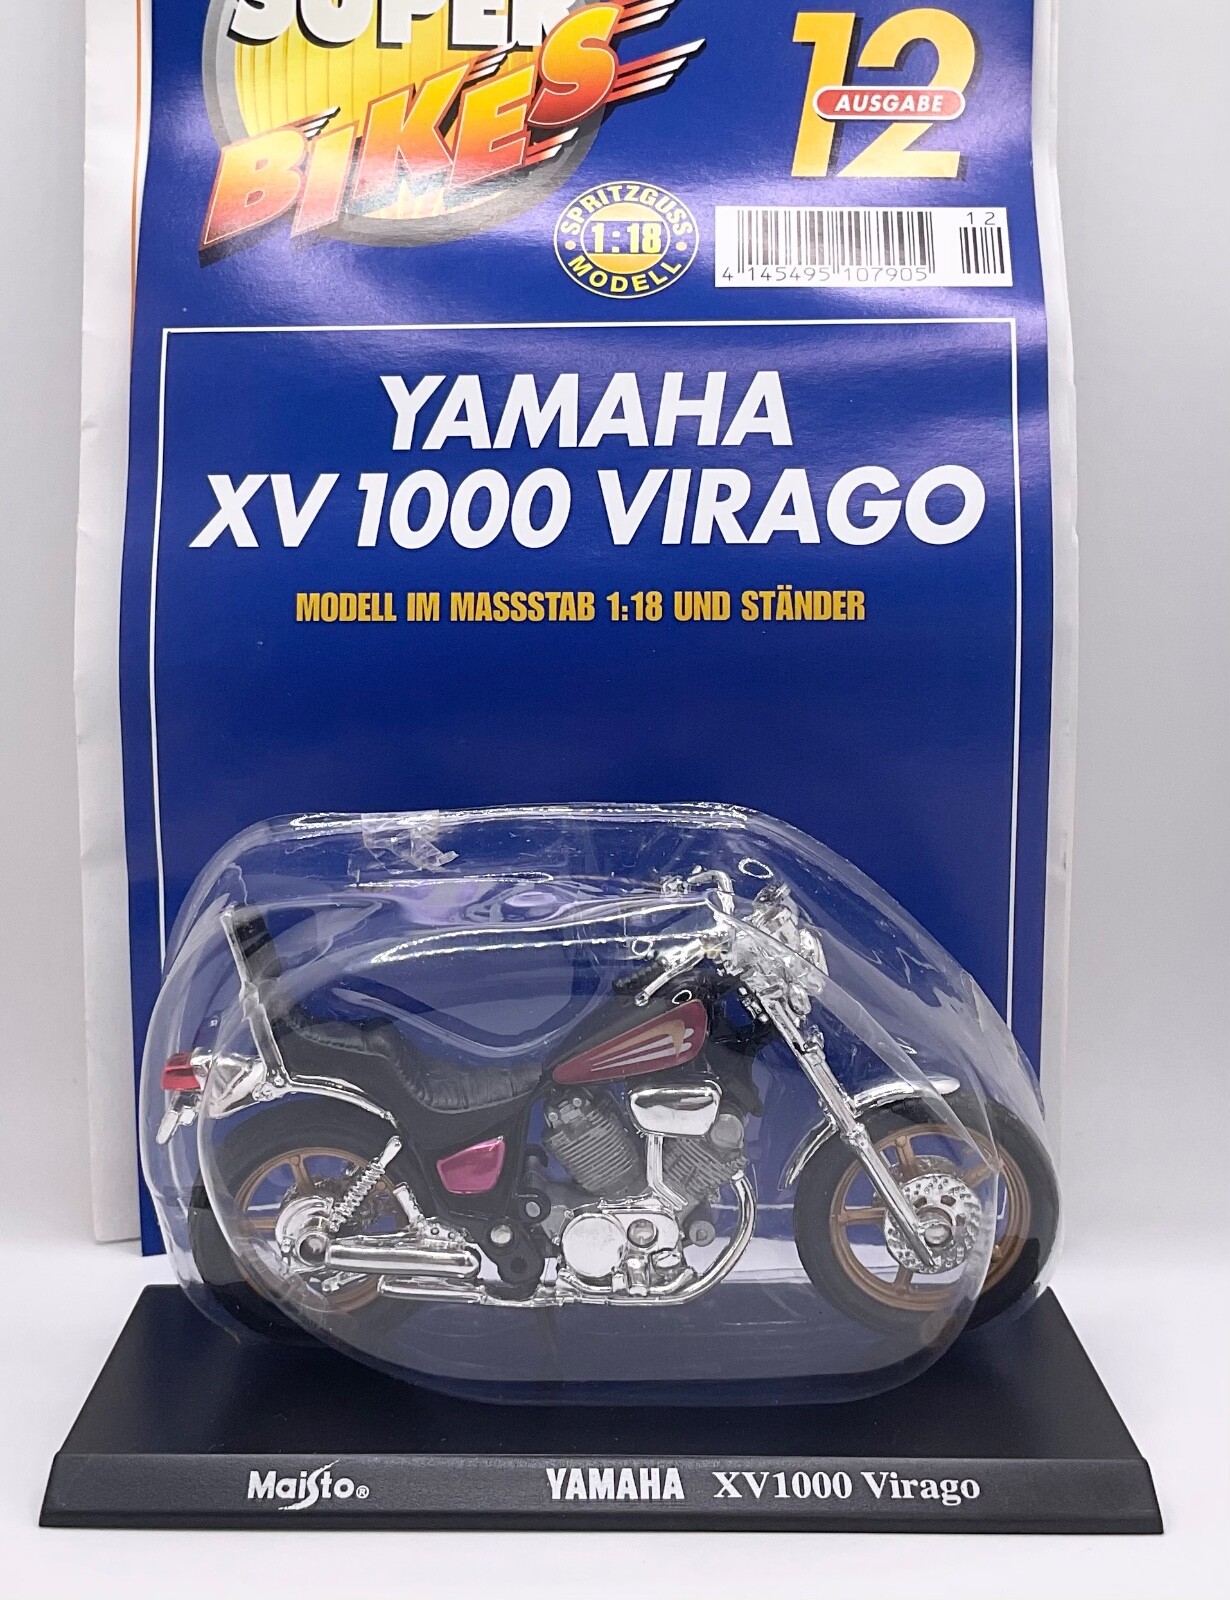 SUPER
BIKES
12
AUSGABE
SPRITZGUSS
1:18
MODELL
12
4 145495 107905
YAMAHA
XV 1000 VIRAGO
MODELL IM MASSSTAB 1:18 UND STÄNDER
Maisto®
YAMAHA XV1000 Virago